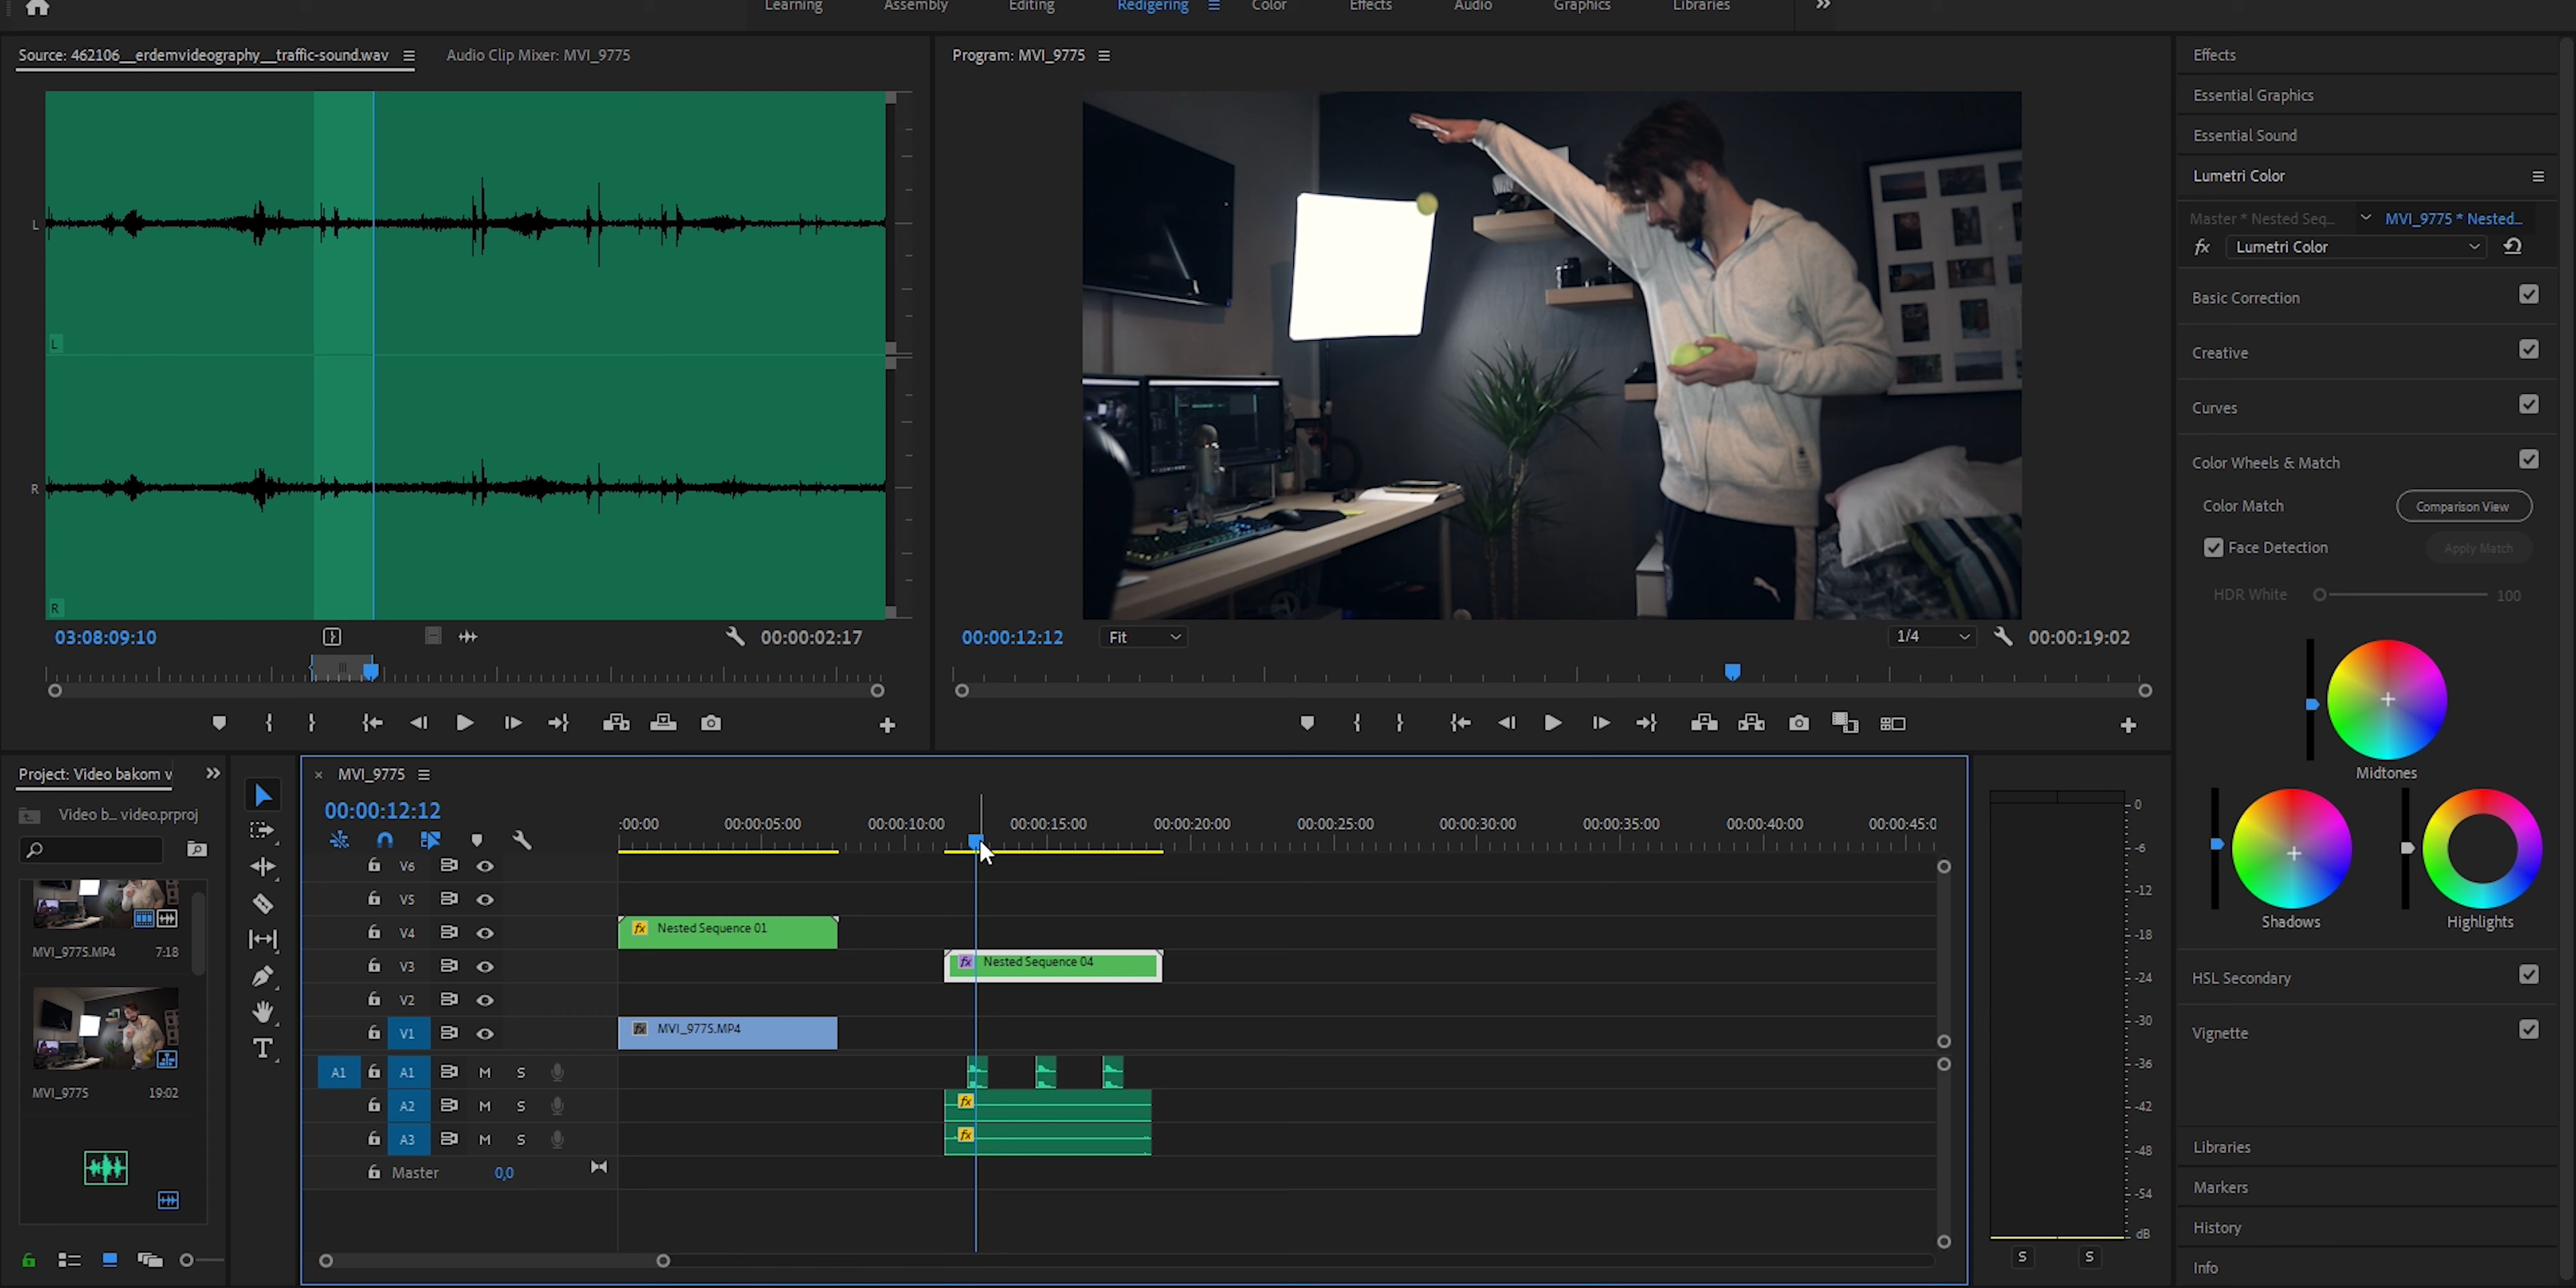 Learning Assembly Editing Redigering Color Effects Audio Graphics Libraries
Source: 462106__erdemvideography__traffic-sound.wav
Audio Clip Mixer: MVI_9775
L
L
R
R
03:08:09:10
00:00:02:17
Program: MVI_9775
00:00:12:12
Fit
1/4
00:00:19:02
Effects
Essential Graphics
Essential Sound
Lumetri Color
Master * Nested Seq...
MVI_9775 * Nested...
fx
Lumetri Color
Basic Correction
Creative
Curves
Color Wheels & Match
Color Match
Comparison View
Face Detection
Apply Match
HDR White
100
Midtones
Shadows
Highlights
HSL Secondary
Vignette
Libraries
Markers
History
Info
Project: Video bakom v
Video b... video.prproj
MVI_9775.MP4 7:18
MVI_9775 19:02
T
MVI_9775
00:00:12:12
:00:00 00:00:05:00 00:00:10:00 00:00:15:00 00:00:20:00 00:00:25:00 00:00:30:00 00:00:35:00 00:00:40:00 00:00:45:0
V6
V5
V4
fx Nested Sequence 01
V3
fx Nested Sequence 04
V2
V1
fx MVI_9775.MP4
A1 A1 M S
A2 M S
fx
A3 M S
fx
Master 0,0
0
-6
-12
-18
-24
-30
-36
-42
-48
-54
dB
S S